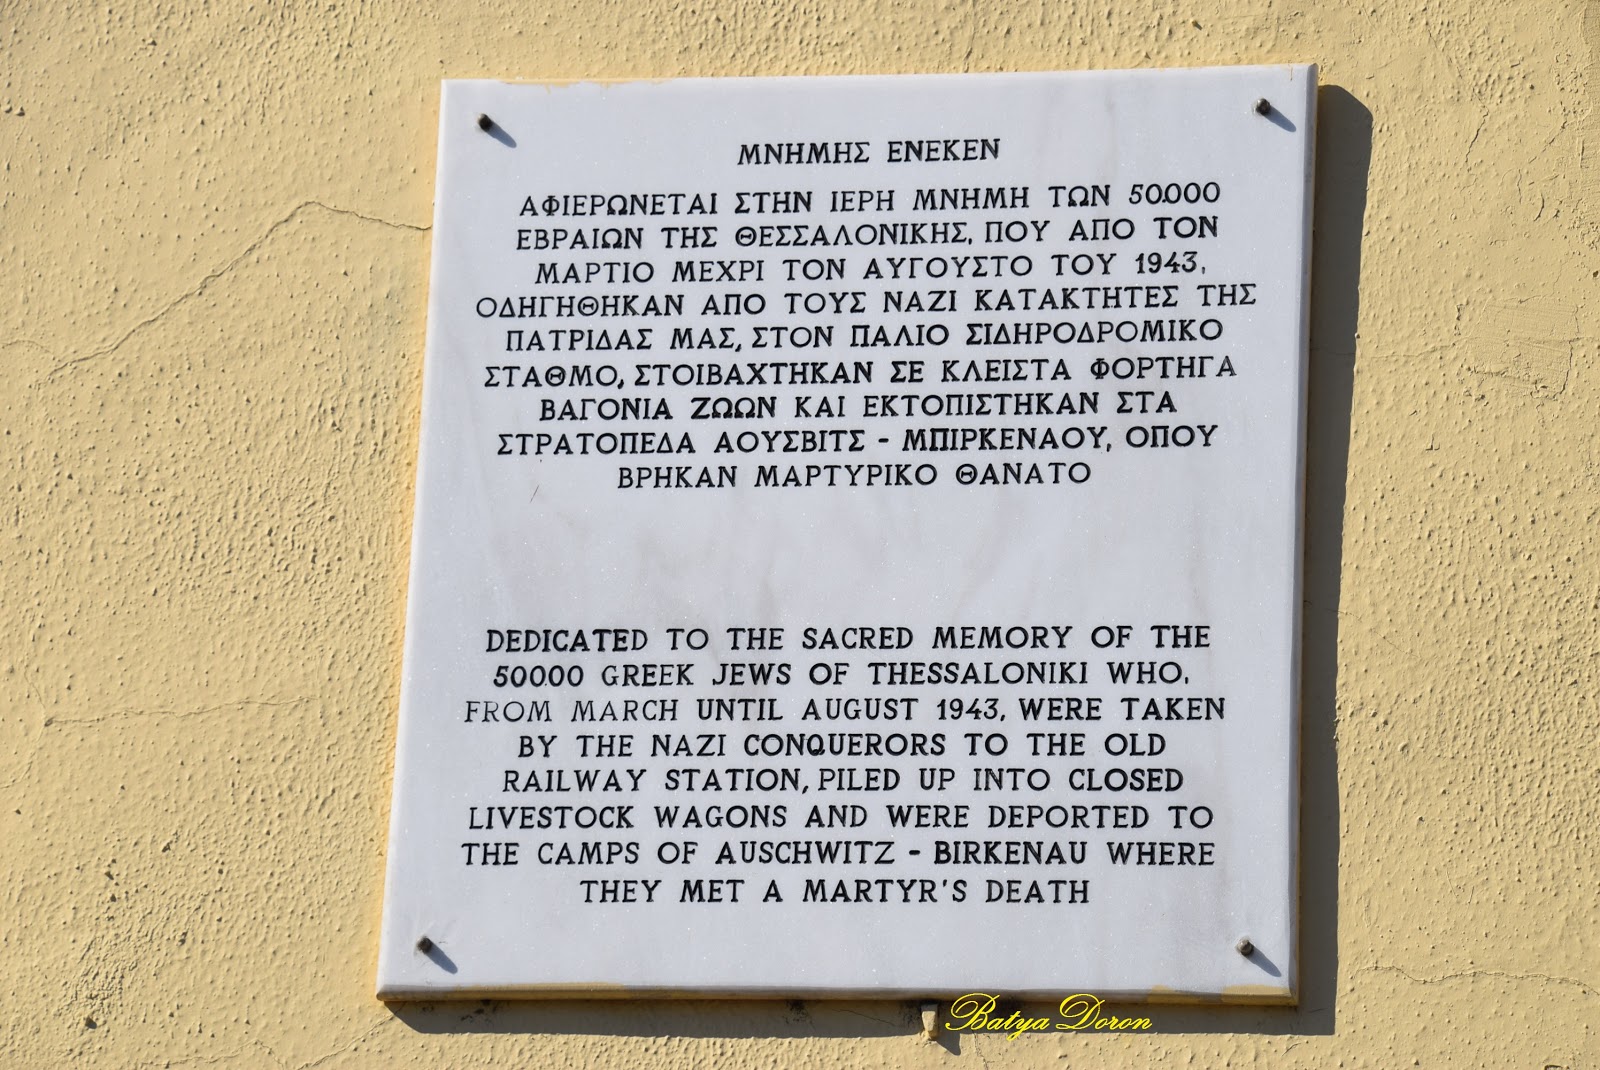 ΜΝΗΜΗΣ ΕΝΕΚΕΝ
ΑΦΙΕΡΩΝΕΤΑΙ ΣΤΗΝ ΙΕΡΗ ΜΝΗΜΗ ΤΩΝ 50.000
ΕΒΡΑΙΩΝ ΤΗΣ ΘΕΣΣΑΛΟΝΙΚΗΣ, ΠΟΥ ΑΠΟ ΤΟΝ
ΜΑΡΤΙΟ ΜΕΧΡΙ ΤΟΝ ΑΥΓΟΥΣΤΟ ΤΟΥ 1943,
ΟΔΗΓΗΘΗΚΑΝ ΑΠΟ ΤΟΥΣ ΝΑΖΙ ΚΑΤΑΚΤΗΤΕΣ ΤΗΣ
ΠΑΤΡΙΔΑΣ ΜΑΣ, ΣΤΟΝ ΠΑΛΙΟ ΣΙΔΗΡΟΔΡΟΜΙΚΟ
ΣΤΑΘΜΟ, ΣΤΟΙΒΑΧΤΗΚΑΝ ΣΕ ΚΛΕΙΣΤΑ ΦΟΡΤΗΓΑ
ΒΑΓΟΝΙΑ ΖΩΩΝ ΚΑΙ ΕΚΤΟΠΙΣΤΗΚΑΝ ΣΤΑ
ΣΤΡΑΤΟΠΕΔΑ ΑΟΥΣΒΙΤΣ - ΜΠΙΡΚΕΝΑΟΥ, ΟΠΟΥ
ΒΡΗΚΑΝ ΜΑΡΤΥΡΙΚΟ ΘΑΝΑΤΟ
DEDICATED TO THE SACRED MEMORY OF THE
50.000 GREEK JEWS OF THESSALONIKI WHO,
FROM MARCH UNTIL AUGUST 1943, WERE TAKEN
BY THE NAZI CONQUERORS TO THE OLD
RAILWAY STATION, PILED UP INTO CLOSED
LIVESTOCK WAGONS AND WERE DEPORTED TO
THE CAMPS OF AUSCHWITZ - BIRKENAU WHERE
THEY MET A MARTYR'S DEATH
Batya Doron